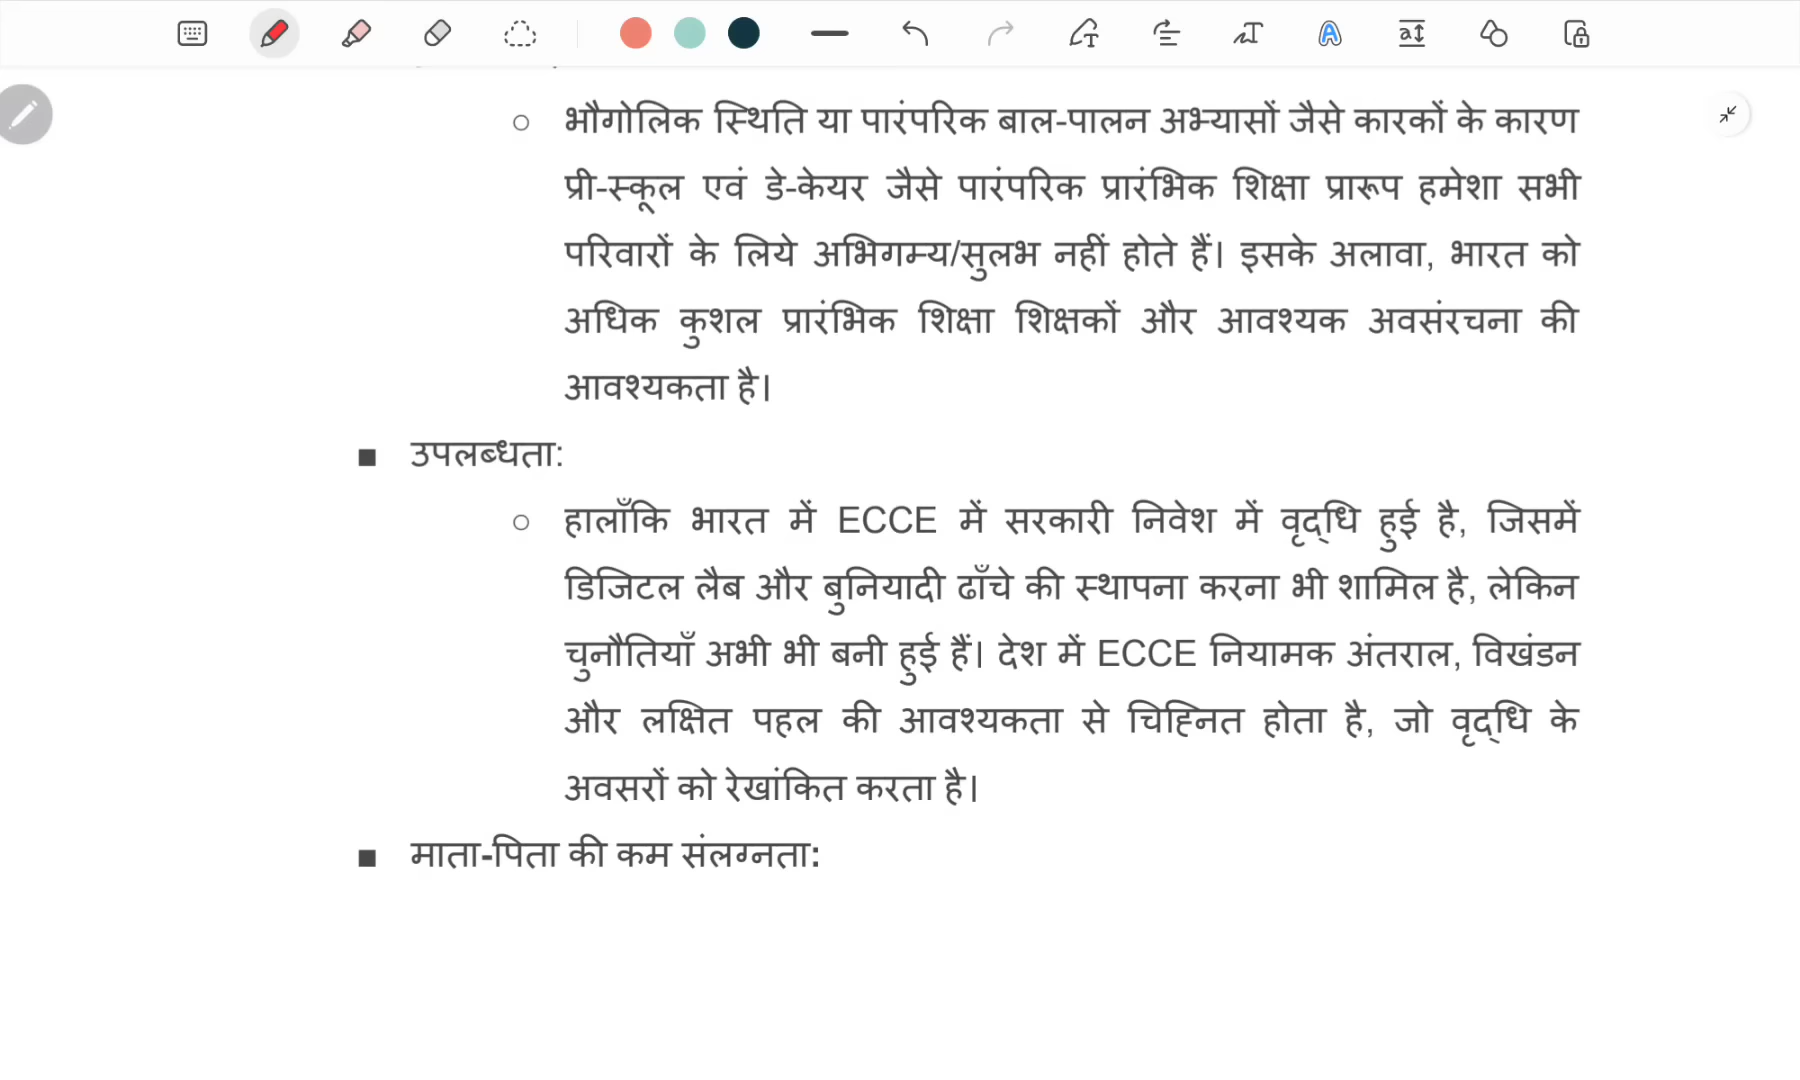 भौगोलिक स्थिति या पारंपरिक बाल-पालन अभ्यासों जैसे कारकों के कारण
प्री-स्कूल एवं डे-केयर जैसे पारंपरिक प्रारंभिक शिक्षा प्रारूप हमेशा सभी
परिवारों के लिये अभिगम्य/सुलभ नहीं होते हैं। इसके अलावा, भारत को
अधिक कुशल प्रारंभिक शिक्षा शिक्षकों और आवश्यक अवसंरचना की
आवश्यकता है।
उपलब्धता:
हालाँकि भारत में ECCE में सरकारी निवेश में वृद्धि हुई है, जिसमें
डिजिटल लैब और बुनियादी ढाँचे की स्थापना करना भी शामिल है, लेकिन
चुनौतियाँ अभी भी बनी हुई हैं। देश में ECCE नियामक अंतराल, विखंडन
और लक्षित पहल की आवश्यकता से चिह्नित होता है, जो वृद्धि के
अवसरों को रेखांकित करता है।
माता-पिता की कम संलग्नता: